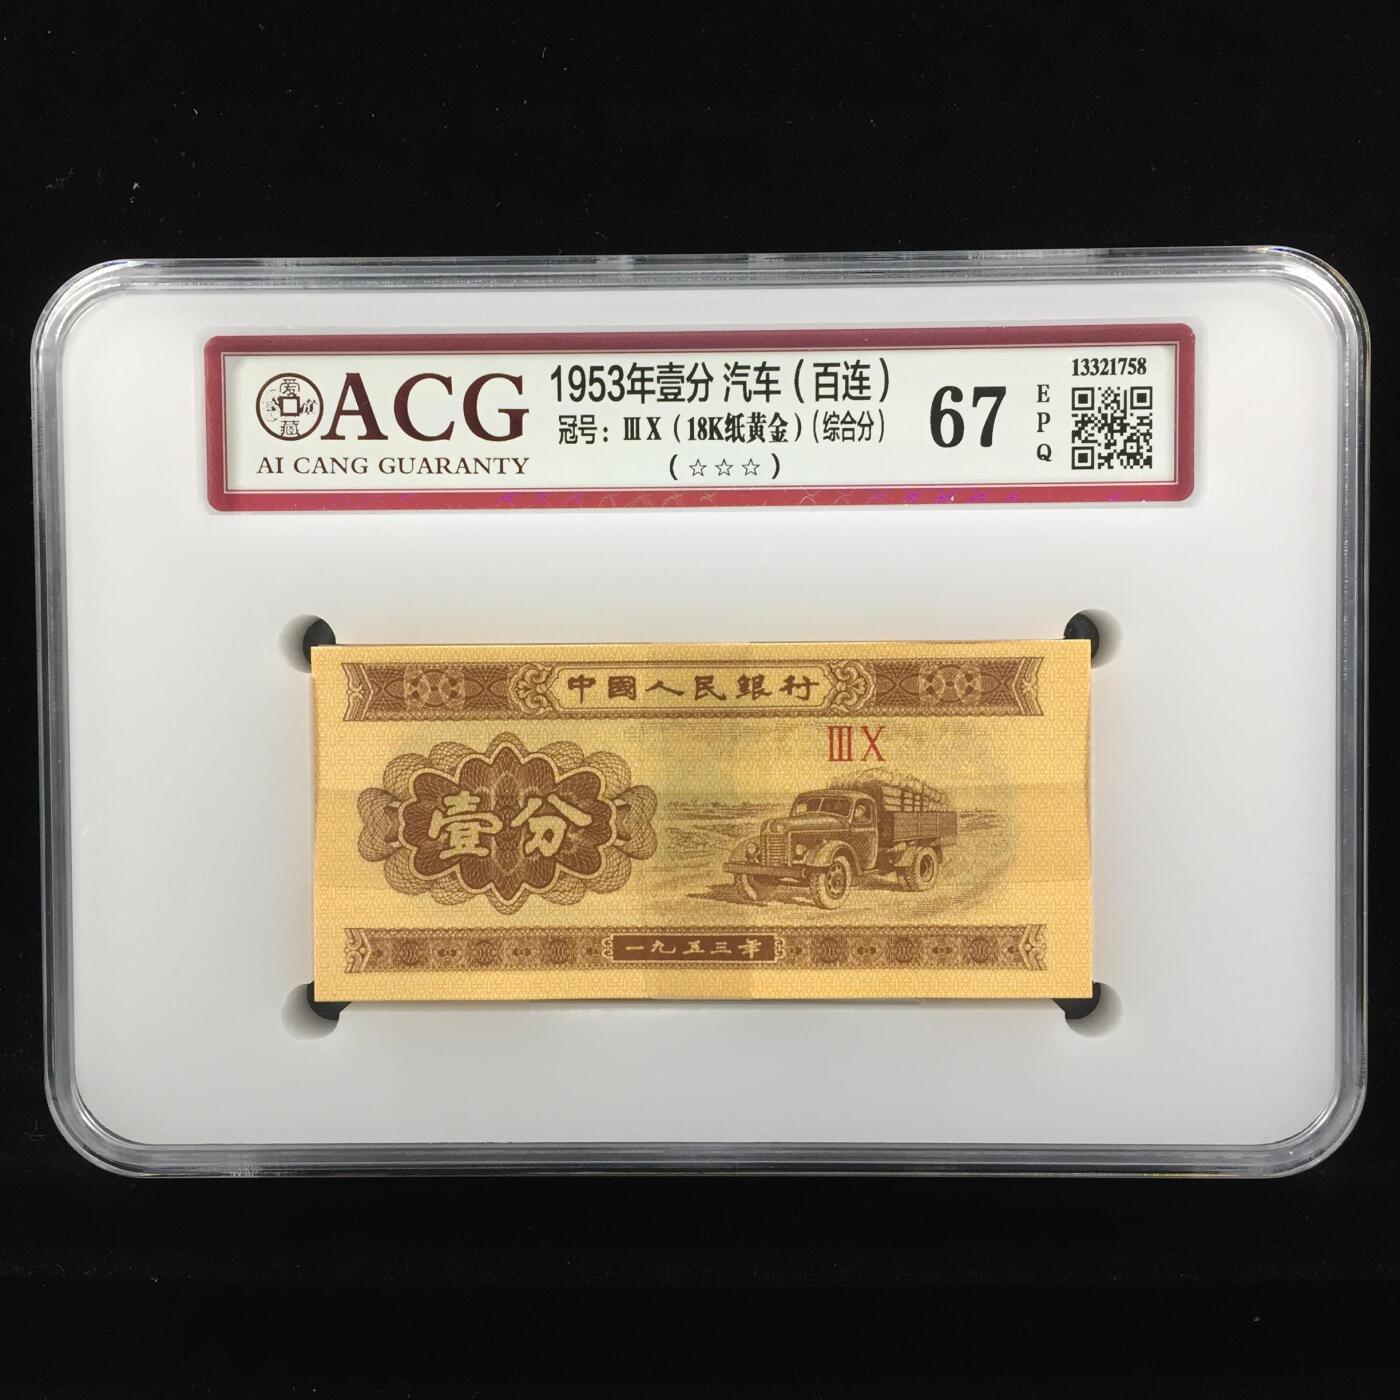 ACG
AI CANG GUARANTY
1953年壹分 汽车（百连）
冠号：ⅢⅩ（18K纸黄金）（综合分）
（☆☆☆）
67
EPQ
13321758
中國人民銀行
ⅢⅩ
壹分
一九五三年